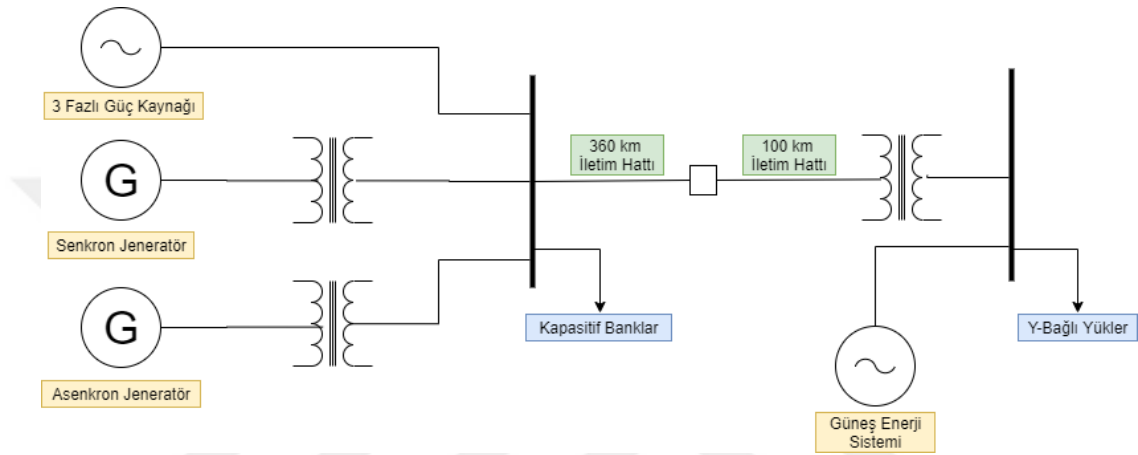 3 Fazlı Güç Kaynağı
G
Senkron Jeneratör
G
Asenkron Jeneratör
360 km
İletim Hattı
100 km
İletim Hattı
Kapasitif Banklar
Y-Bağlı Yükler
Güneş Enerji
Sistemi